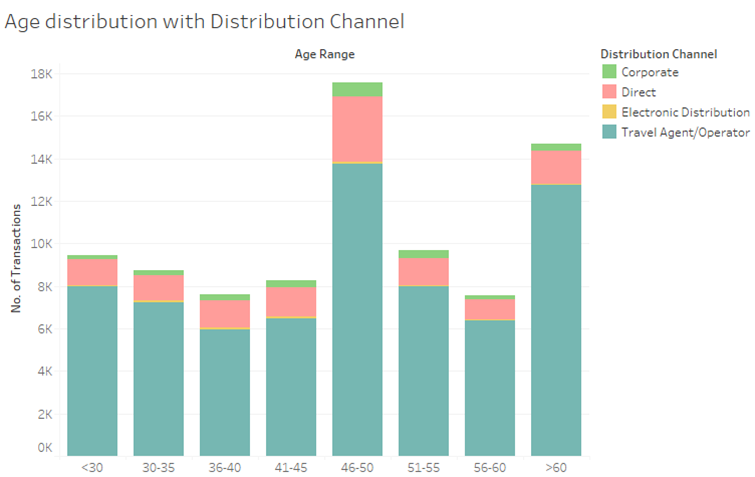 Age distribution with Distribution Channel
Age Range
Distribution Channel
Corporate
Direct
Electronic Distribution
Travel Agent/Operator
No. of Transactions
18K
16K
14K
12K
10K
8K
6K
4K
2K
0K
<30 30-35 36-40 41-45 46-50 51-55 56-60 >60